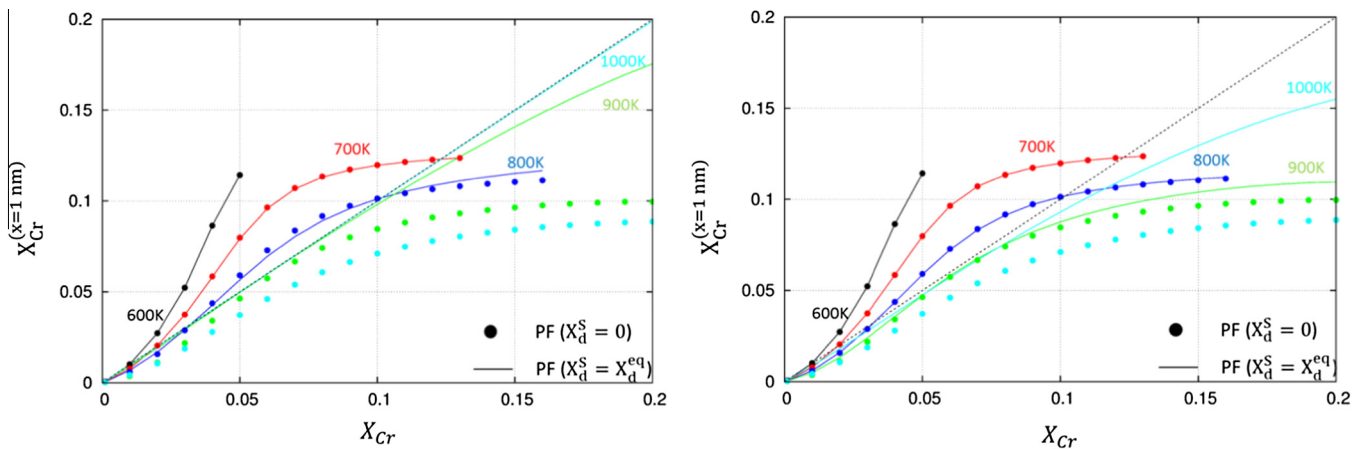 0.2
0.15
0.1
0.05
0
0
0.05
0.1
0.15
0.2
X_Cr^(x=1 nm)
X_Cr
600K
700K
800K
900K
1000K
PF (X_d^S = 0)
PF (X_d^S = X_d^eq)
0.2
0.15
0.1
0.05
0
0
0.05
0.1
0.15
0.2
X_Cr^(x=1 nm)
X_Cr
600K
700K
800K
900K
1000K
PF (X_d^S = 0)
PF (X_d^S = X_d^eq)